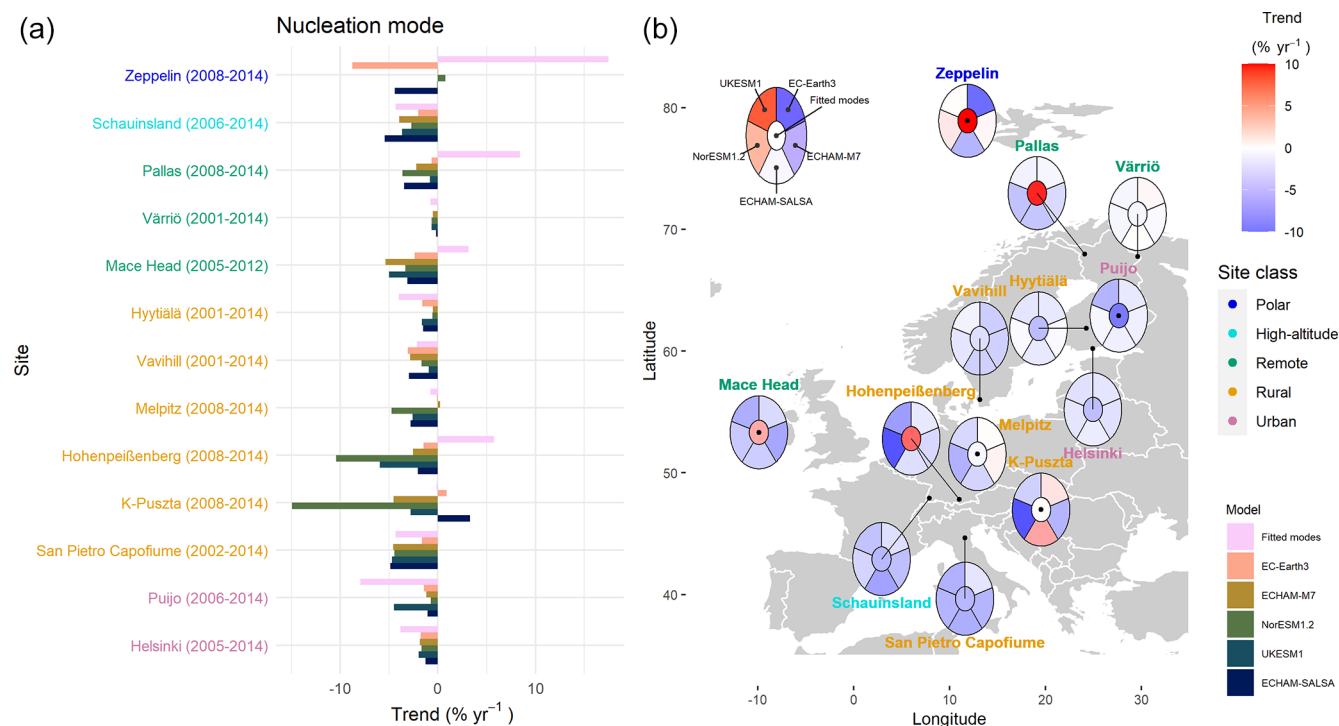 (a)
Nucleation mode
Site
Zeppelin (2008-2014)
Schauinsland (2006-2014)
Pallas (2008-2014)
Värriö (2001-2014)
Mace Head (2005-2012)
Hyytiälä (2001-2014)
Vavihill (2001-2014)
Melpitz (2008-2014)
Hohenpeißenberg (2008-2014)
K-Puszta (2008-2014)
San Pietro Capofiume (2002-2014)
Puijo (2006-2014)
Helsinki (2005-2014)
-10
0
10
Trend (% yr⁻¹)
(b)
UKESM1
EC-Earth3
Fitted modes
NorESM1.2
ECHAM-M7
ECHAM-SALSA
Zeppelin
Pallas
Värriö
Puijo
Hyytiälä
Vavihill
Mace Head
Hohenpeißenberg
Melpitz
Helsinki
K-Puszta
Schauinsland
San Pietro Capofiume
Latitude
80
70
60
50
40
-10
0
10
20
30
Longitude
Trend
(% yr⁻¹)
10
5
0
-5
-10
Site class
Polar
High-altitude
Remote
Rural
Urban
Model
Fitted modes
EC-Earth3
ECHAM-M7
NorESM1.2
UKESM1
ECHAM-SALSA